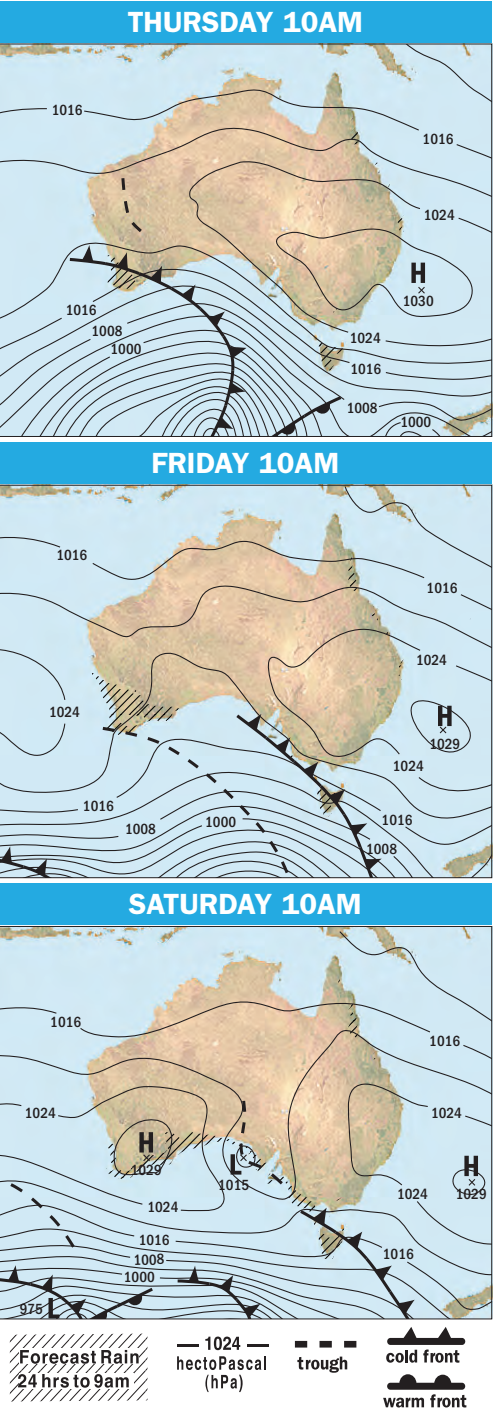 THURSDAY 10AM
1016
1016
1024
H
1030
1016
1008
1000
1024
1016
1008
1000
FRIDAY 10AM
1016
1016
1024
1024
H
1029
1024
1016
1008
1000
1008
SATURDAY 10AM
1016
1016
1024
1024
H
1029
L
1015
H
1029
1024
1024
1016
1016
1008
1000
975 L
Forecast Rain
24 hrs to 9am
1024
hectoPascal
(hPa)
trough
cold front
warm front